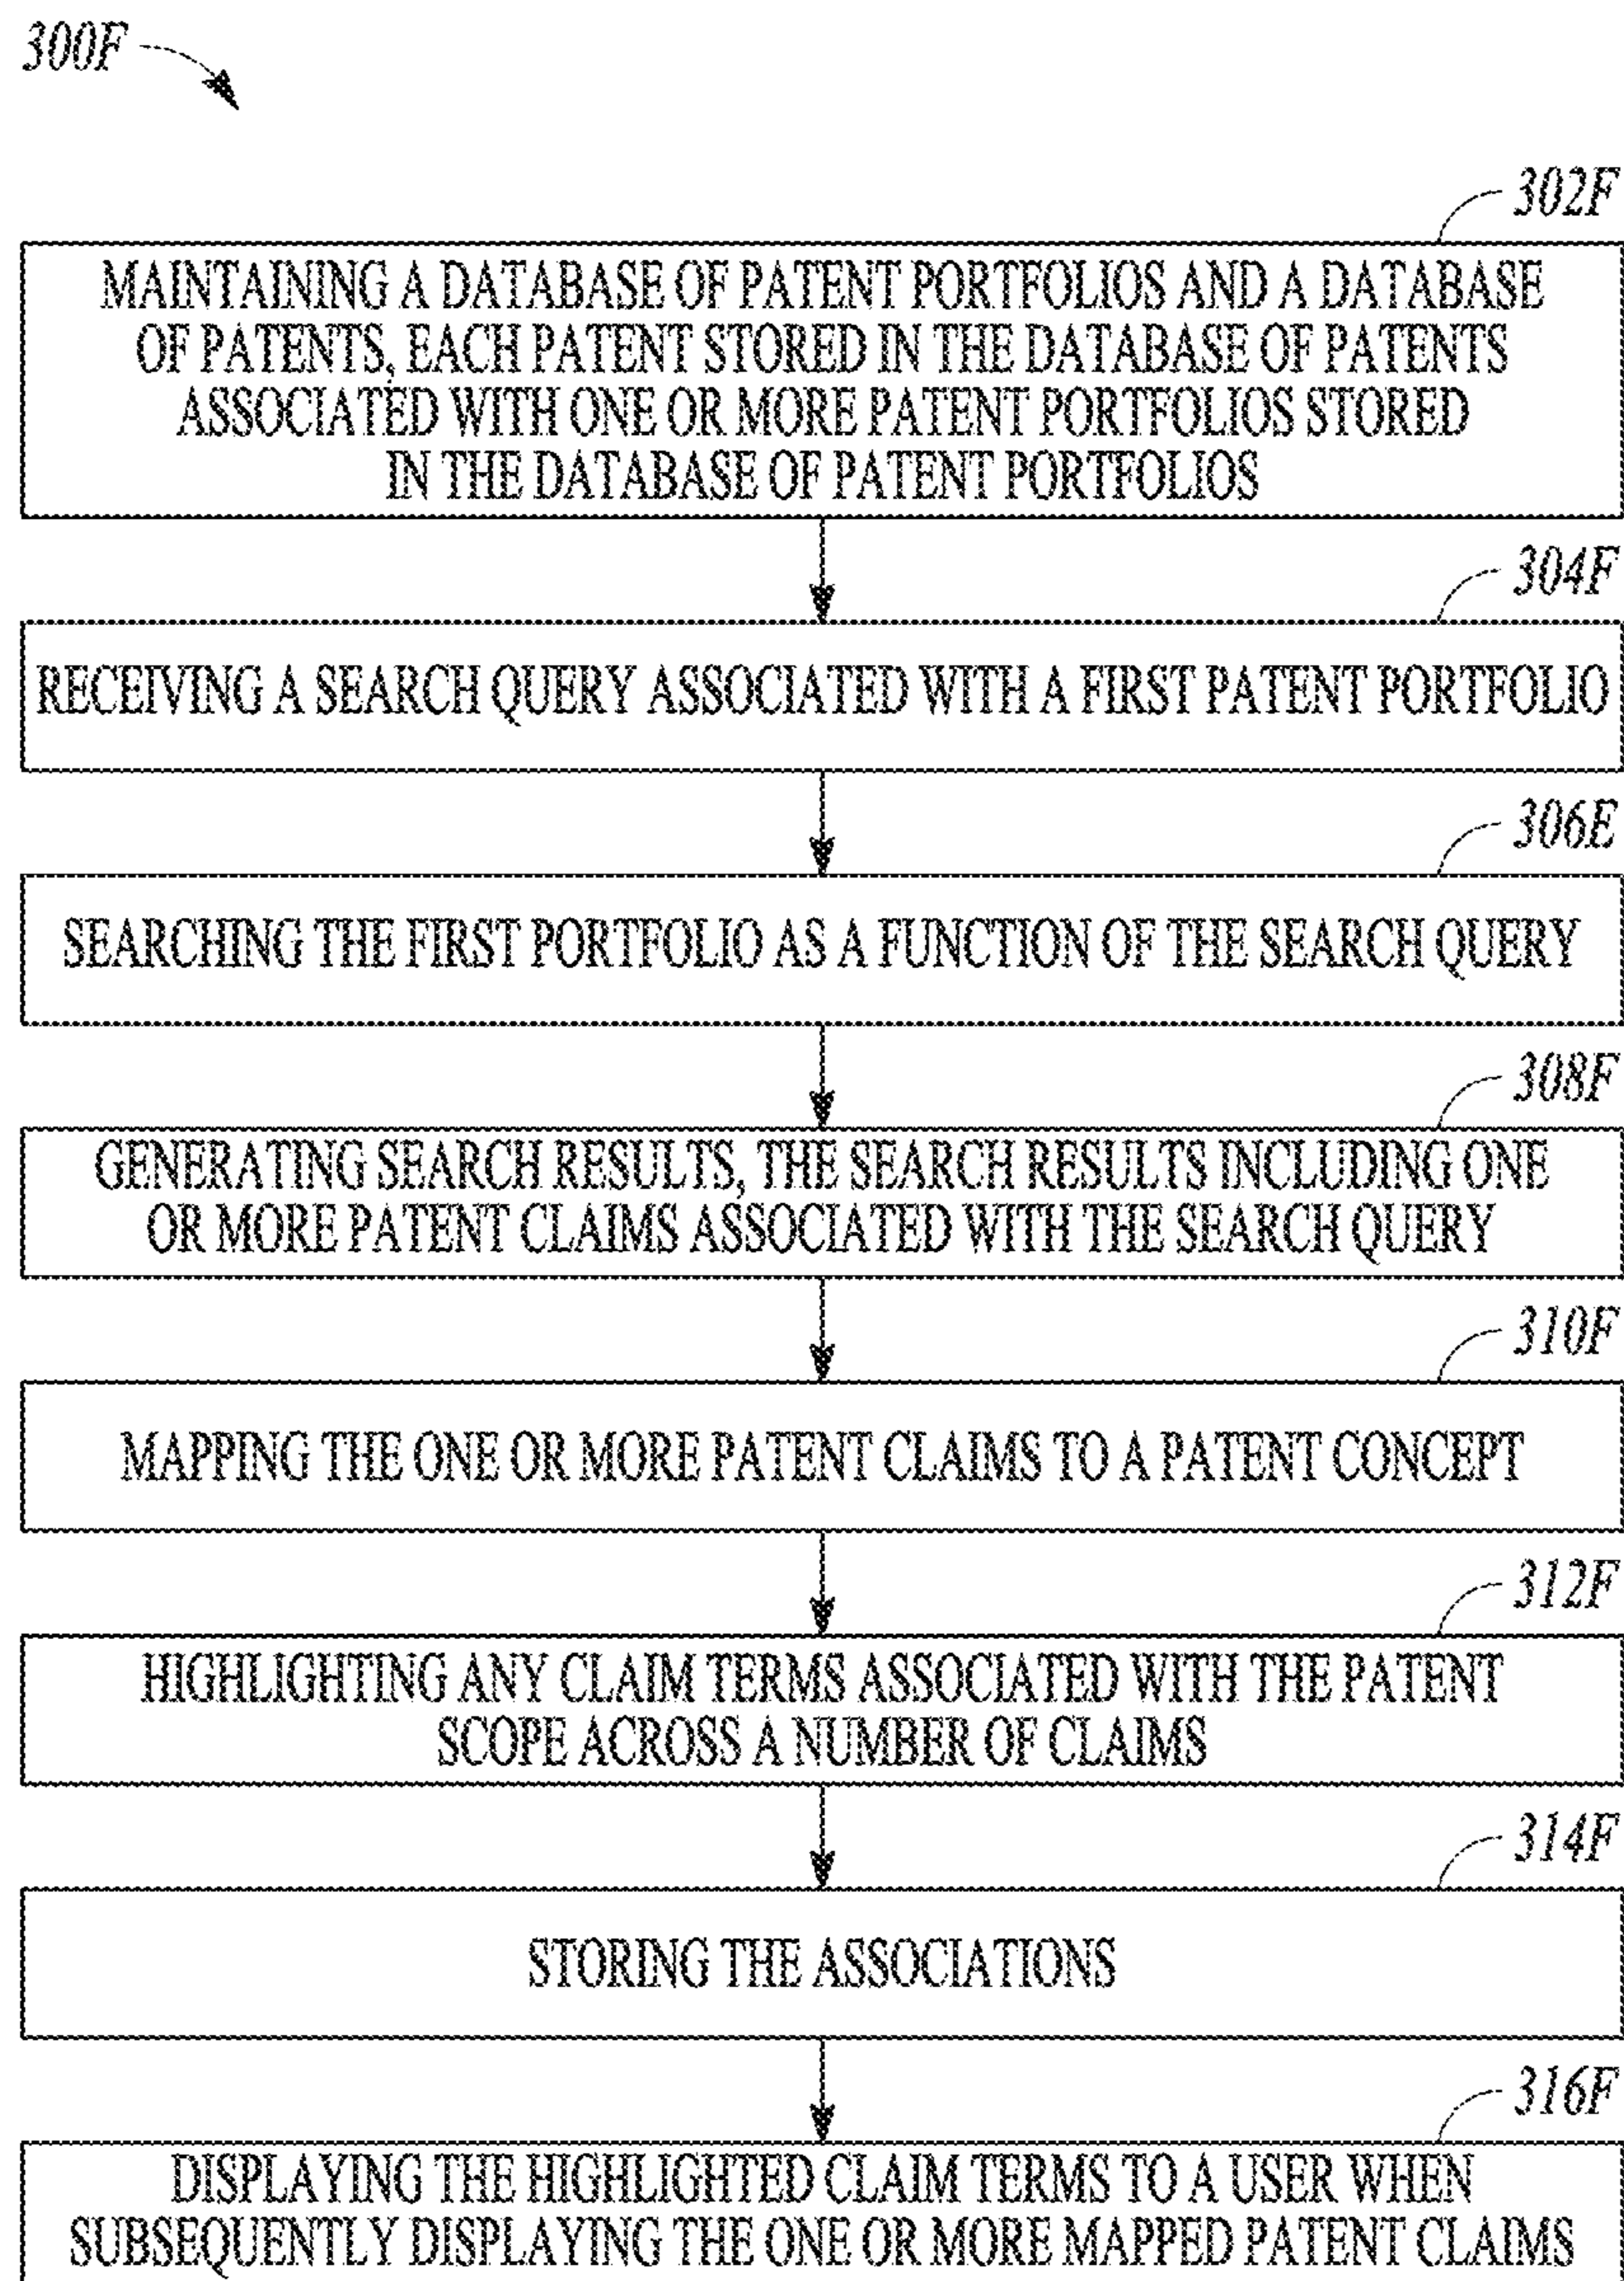 300F
302F
MAINTAINING A DATABASE OF PATENT PORTFOLIOS AND A DATABASE
OF PATENTS, EACH PATENT STORED IN THE DATABASE OF PATENTS
ASSOCIATED WITH ONE OR MORE PATENT PORTFOLIOS STORED
IN THE DATABASE OF PATENT PORTFOLIOS
304F
RECEIVING A SEARCH QUERY ASSOCIATED WITH A FIRST PATENT PORTFOLIO
306E
SEARCHING THE FIRST PORTFOLIO AS A FUNCTION OF THE SEARCH QUERY
308F
GENERATING SEARCH RESULTS, THE SEARCH RESULTS INCLUDING ONE
OR MORE PATENT CLAIMS ASSOCIATED WITH THE SEARCH QUERY
310F
MAPPING THE ONE OR MORE PATENT CLAIMS TO A PATENT CONCEPT
312F
HIGHLIGHTING ANY CLAIM TERMS ASSOCIATED WITH THE PATENT
SCOPE ACROSS A NUMBER OF CLAIMS
314F
STORING THE ASSOCIATIONS
316F
DISPLAYING THE HIGHLIGHTED CLAIM TERMS TO A USER WHEN
SUBSEQUENTLY DISPLAYING THE ONE OR MORE MAPPED PATENT CLAIMS